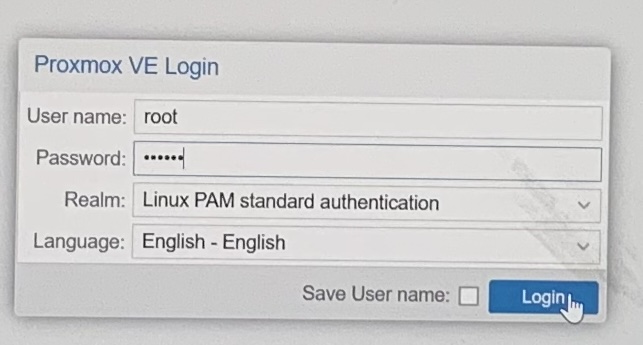 Proxmox VE Login
User name: root
Password: ••••••
Realm: Linux PAM standard authentication
Language: English - English
Save User name: Login